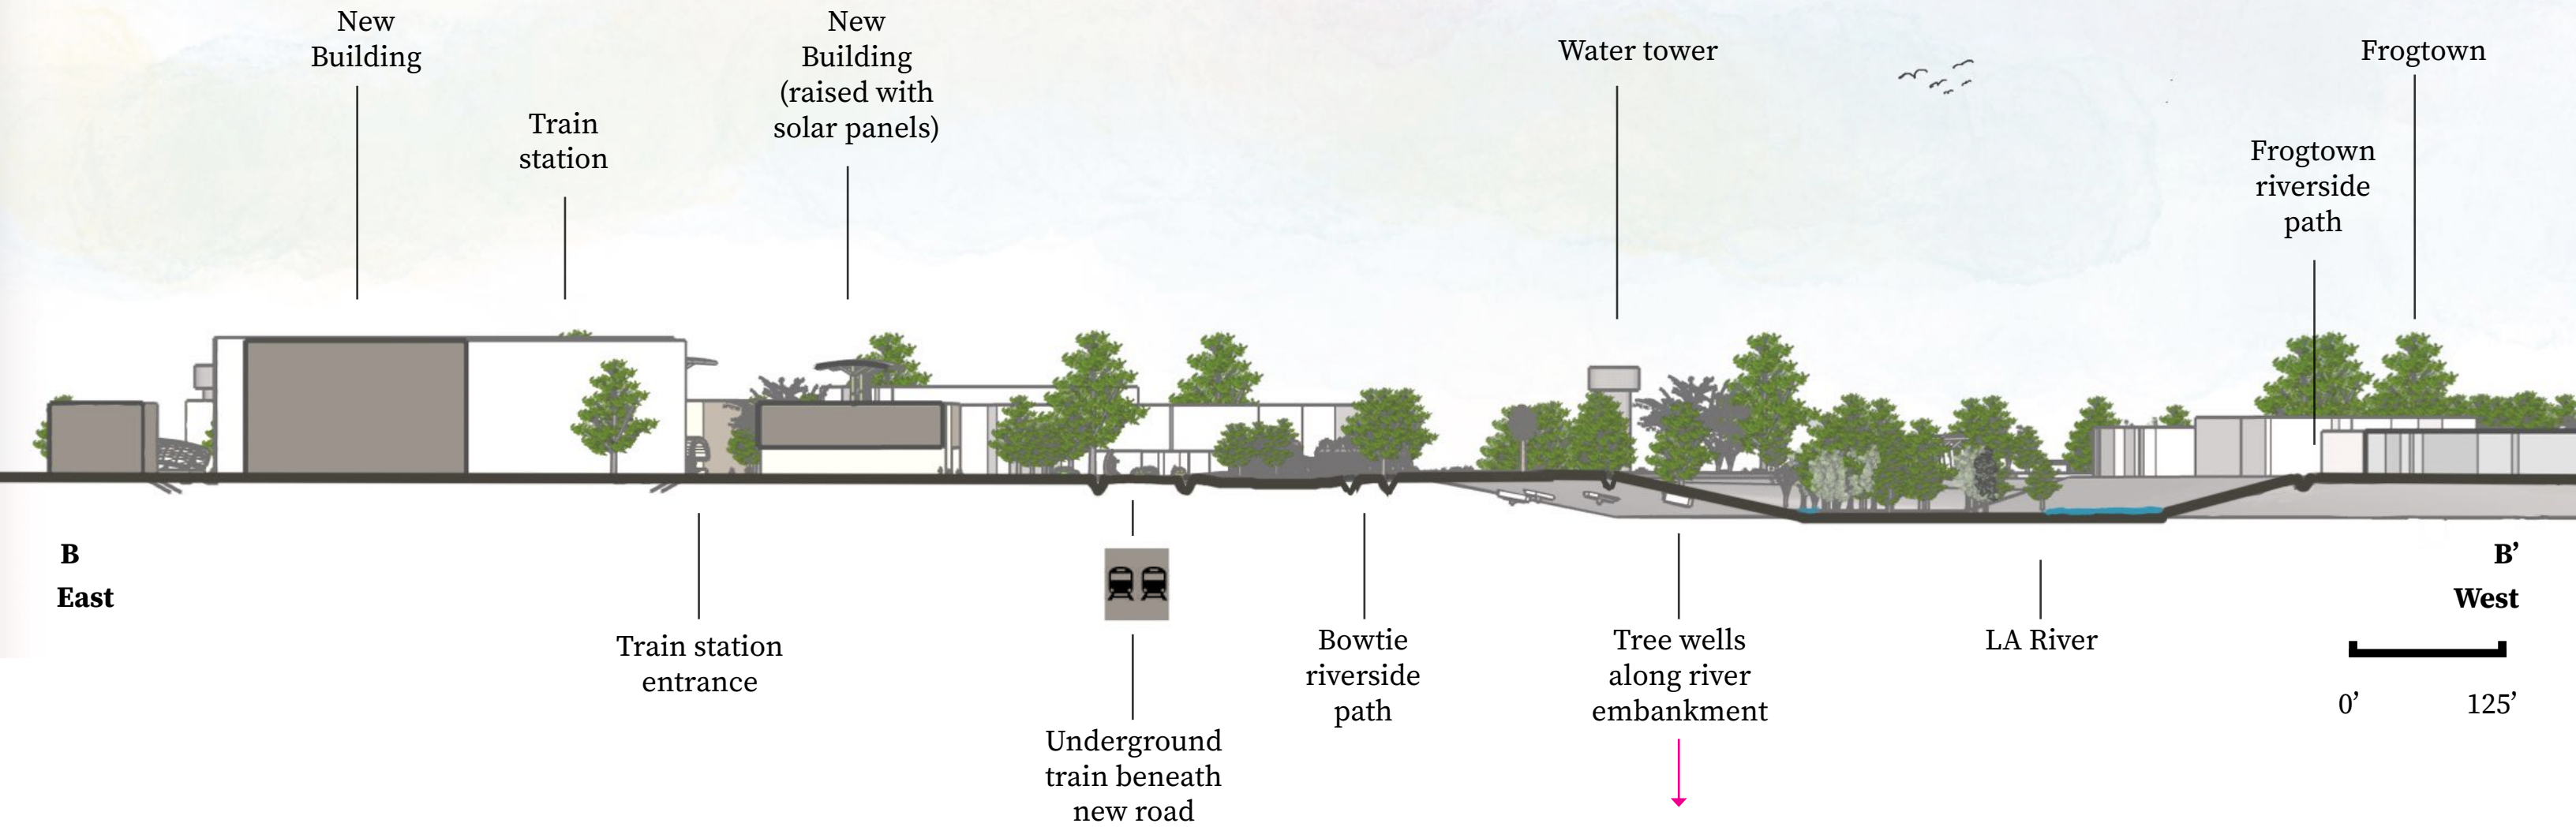 New
Building
Train
station
New
Building
(raised with
solar panels)
Water tower
Frogtown
riverside
path
Frogtown
B
East
B’
West
Train station
entrance
Underground
train beneath
new road
Bowtie
riverside
path
Tree wells
along river
embankment
LA River
0’
125’